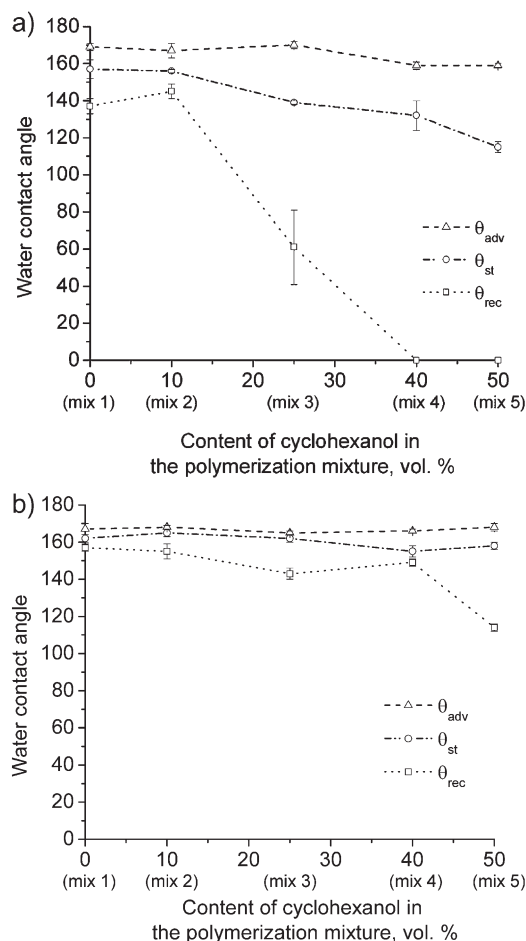 a)
180
160
140
120
100
80
60
40
20
0
Water contact angle
θadv
θst
θrec
0 10 20 30 40 50
(mix 1) (mix 2) (mix 3) (mix 4) (mix 5)
Content of cyclohexanol in
the polymerization mixture, vol. %
b)
180
160
140
120
100
80
60
40
20
0
Water contact angle
θadv
θst
θrec
0 10 20 30 40 50
(mix 1) (mix 2) (mix 3) (mix 4) (mix 5)
Content of cyclohexanol in
the polymerization mixture, vol. %